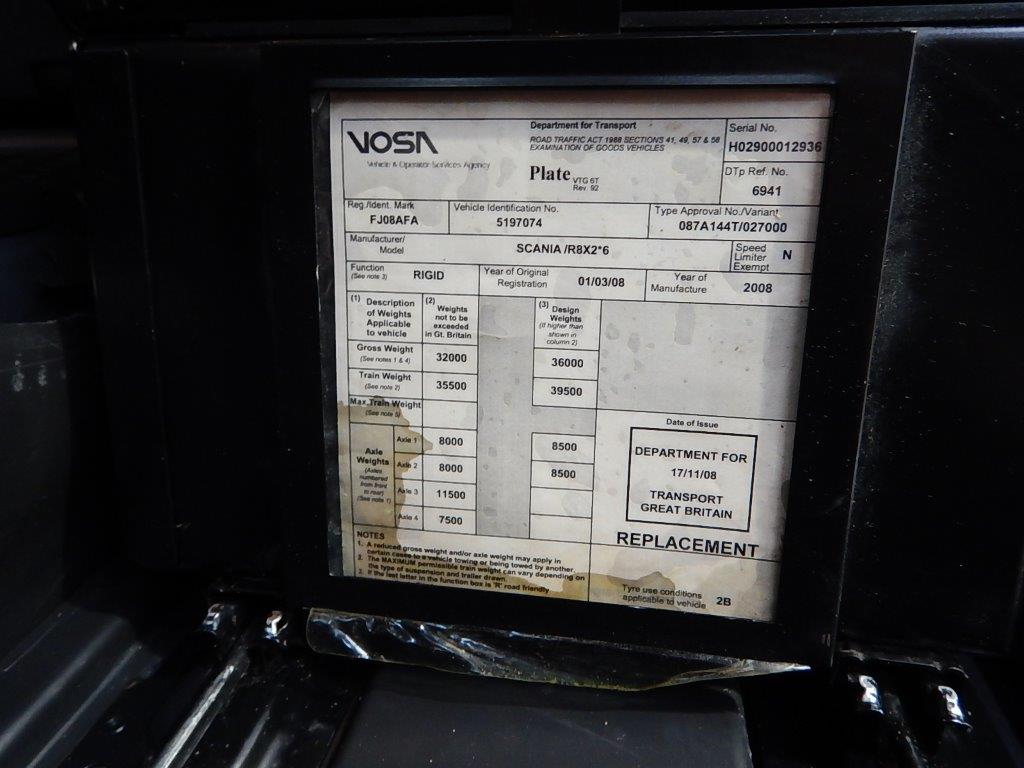 VOSA
Vehicle & Operator Services Agency
Department for Transport
ROAD TRAFFIC ACT 1988 SECTIONS 41, 49, 57 & 58
EXAMINATION OF GOODS VEHICLES
Plate VTG 6T
Rev. 92
Serial No.
H02900012936
DTp Ref. No.
6941
Reg./Ident. Mark
FJ08AFA
Vehicle Identification No.
5197074
Type Approval No./Variant
087A144T/027000
Manufacturer/
Model
SCANIA /R8X2*6
Speed
Limiter
Exempt
N
Function
(See note 3)
RIGID
Year of Original
Registration
01/03/08
Year of
Manufacture
2008
(1) Description
of Weights
Applicable
to vehicle
(2) Weights
not to be
exceeded
in Gt. Britain
(3) Design
Weights
(If higher than
shown in
column 2)
Gross Weight
(See notes 1 & 4)
32000
36000
Train Weight
(See note 2)
35500
39500
Max.Train Weight
(See note 5)
Axle
Weights
(Axles
numbered
from front
to rear)
(See note 1)
Axle 1
8000
8500
Axle 2
8000
8500
Axle 3
11500
Axle 4
7500
Date of Issue
DEPARTMENT FOR
17/11/08
TRANSPORT
GREAT BRITAIN
REPLACEMENT
NOTES
1. A reduced gross weight and/or axle weight may apply in
certain cases to a vehicle towing or being towed by another.
2. The MAXIMUM permissible train weight can vary depending on
the type of suspension and trailer drawn.
3. If the last letter in the function box is 'R' road friendly
Tyre use conditions
applicable to vehicle
2B